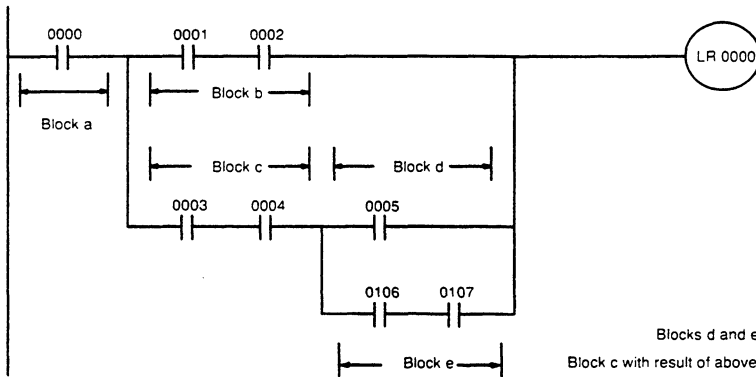 0000
0001
0002
LR 0000
Block b
Block a
Block c
Block d
0003
0004
0005
0106
0107
Blocks d and e
Block e
Block c with result of above